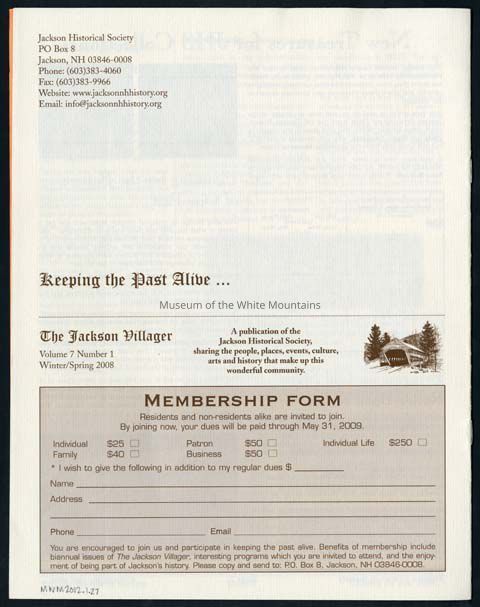 Jackson Historical Society
PO Box 8
Jackson, NH 03846-0008
Phone: (603)383-4060
Fax: (603)383-9966
Website: www.jacksonnhhistory.org
Email: info@jacksonnhhistory.org
Keeping the Past Alive ...
Museum of the White Mountains
The Jackson Villager
Volume 7 Number 1
Winter/Spring 2008
A publication of the
Jackson Historical Society,
sharing the people, places, events, culture,
arts and history that make up this
wonderful community.
MEMBERSHIP FORM
Residents and non-residents alike are invited to join.
By joining now, your dues will be paid through May 31, 2009.
Individual $25 Patron $50 Individual Life $250
Family $40 Business $50
* I wish to give the following in addition to my regular dues $
Name
Address
Phone Email
You are encouraged to join us and participate in keeping the past alive. Benefits of membership include
biannual issues of The Jackson Villager, interesting programs which you are invited to attend, and the enjoy-
ment of being part of Jackson's history. Please copy and send to: P.O. Box 8, Jackson, NH 03846-0008.
MWM2012.1.27